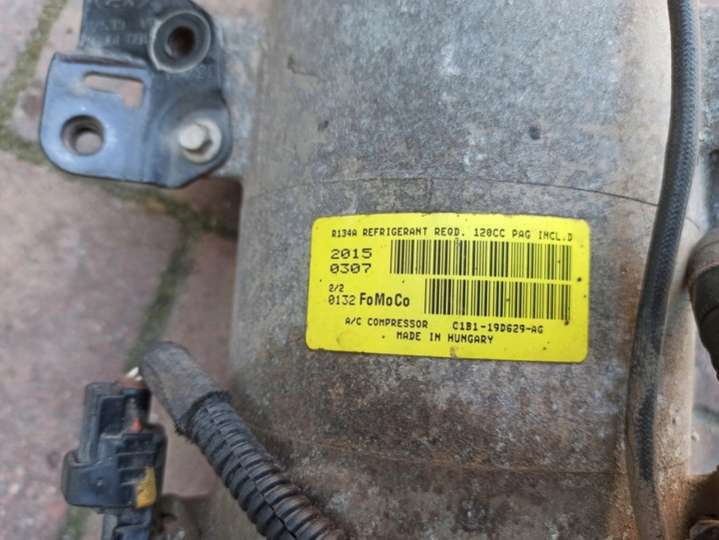 R134A REFRIGERANT REQD. 120CC PAG INCL.D
2015
0307
2/2
0132 FoMoCo
A/C COMPRESSOR C1B1-19D629-AG
MADE IN HUNGARY